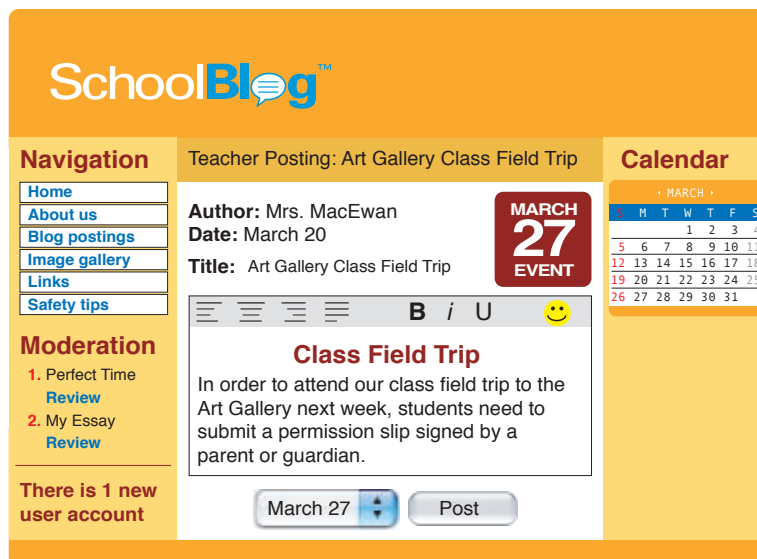 SchoolBlog™
Navigation
Home
About us
Blog postings
Image gallery
Links
Safety tips
Moderation
1. Perfect Time
Review
2. My Essay
Review
There is 1 new
user account
Teacher Posting: Art Gallery Class Field Trip
Author: Mrs. MacEwan
Date: March 20
Title: Art Gallery Class Field Trip
MARCH
27
EVENT
B i U
Class Field Trip
In order to attend our class field trip to the
Art Gallery next week, students need to
submit a permission slip signed by a
parent or guardian.
March 27
Post
Calendar
MARCH
S M T W T F S
1 2 3 4
5 6 7 8 9 10 11
12 13 14 15 16 17 18
19 20 21 22 23 24 25
26 27 28 29 30 31